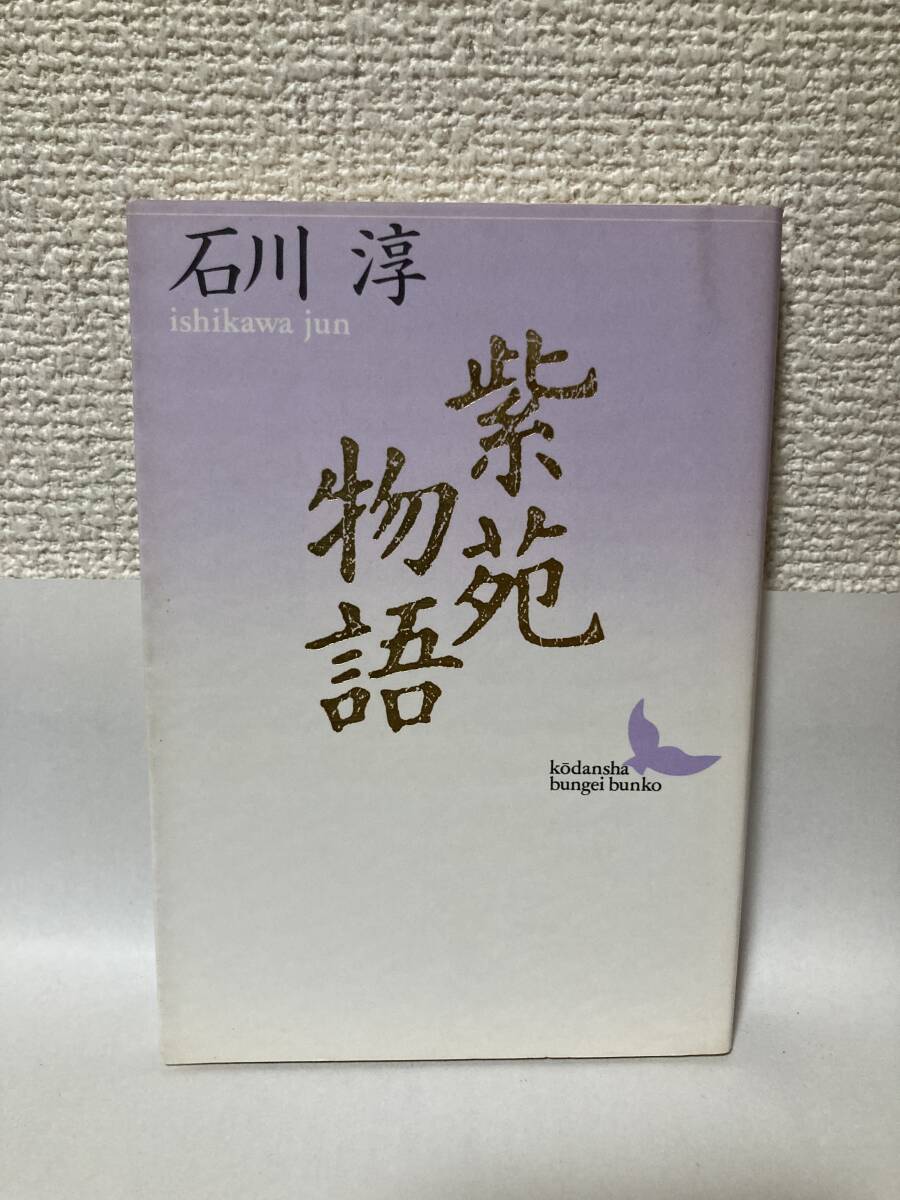 石川 淳
ishikawa jun
紫苑
物語
kōdansha
bungei bunko